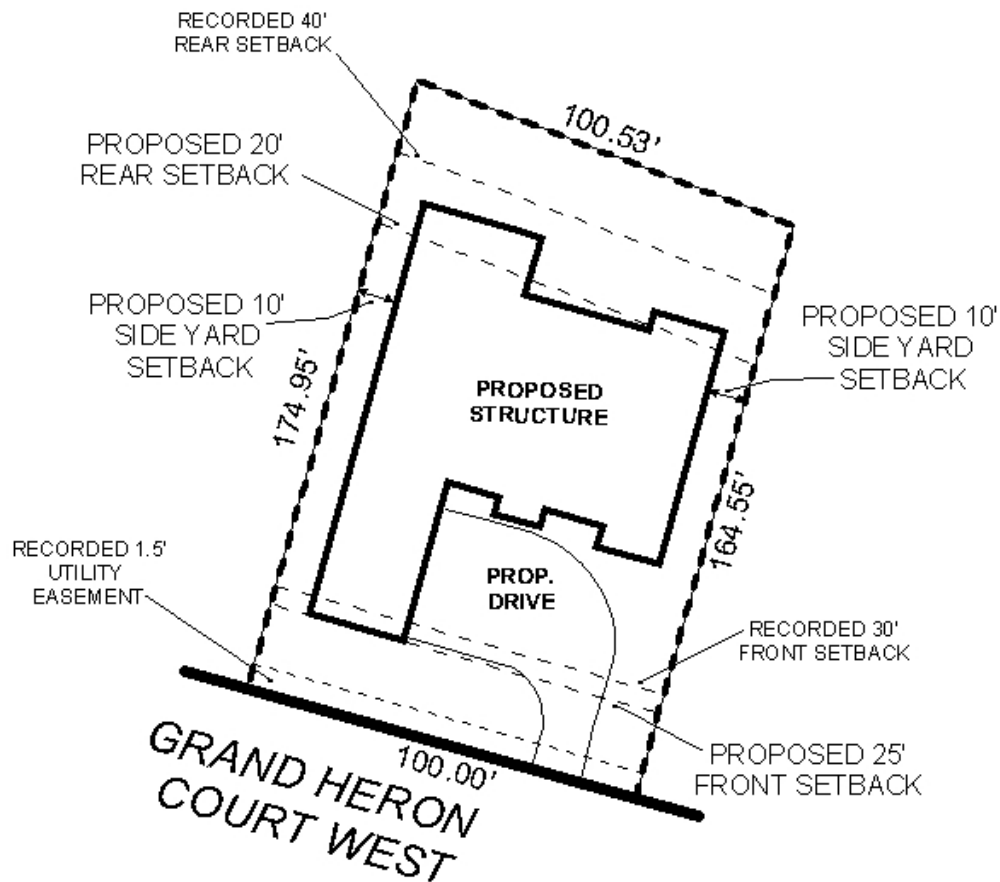 RECORDED 40'
REAR SETBACK
100.53'
PROPOSED 20'
REAR SETBACK
PROPOSED 10'
SIDE YARD
SETBACK
PROPOSED 10'
SIDE YARD
SETBACK
174.95'
PROPOSED
STRUCTURE
164.55'
RECORDED 1.5'
UTILITY
EASEMENT
PROP.
DRIVE
RECORDED 30'
FRONT SETBACK
PROPOSED 25'
FRONT SETBACK
100.00'
GRAND HERON
COURT WEST